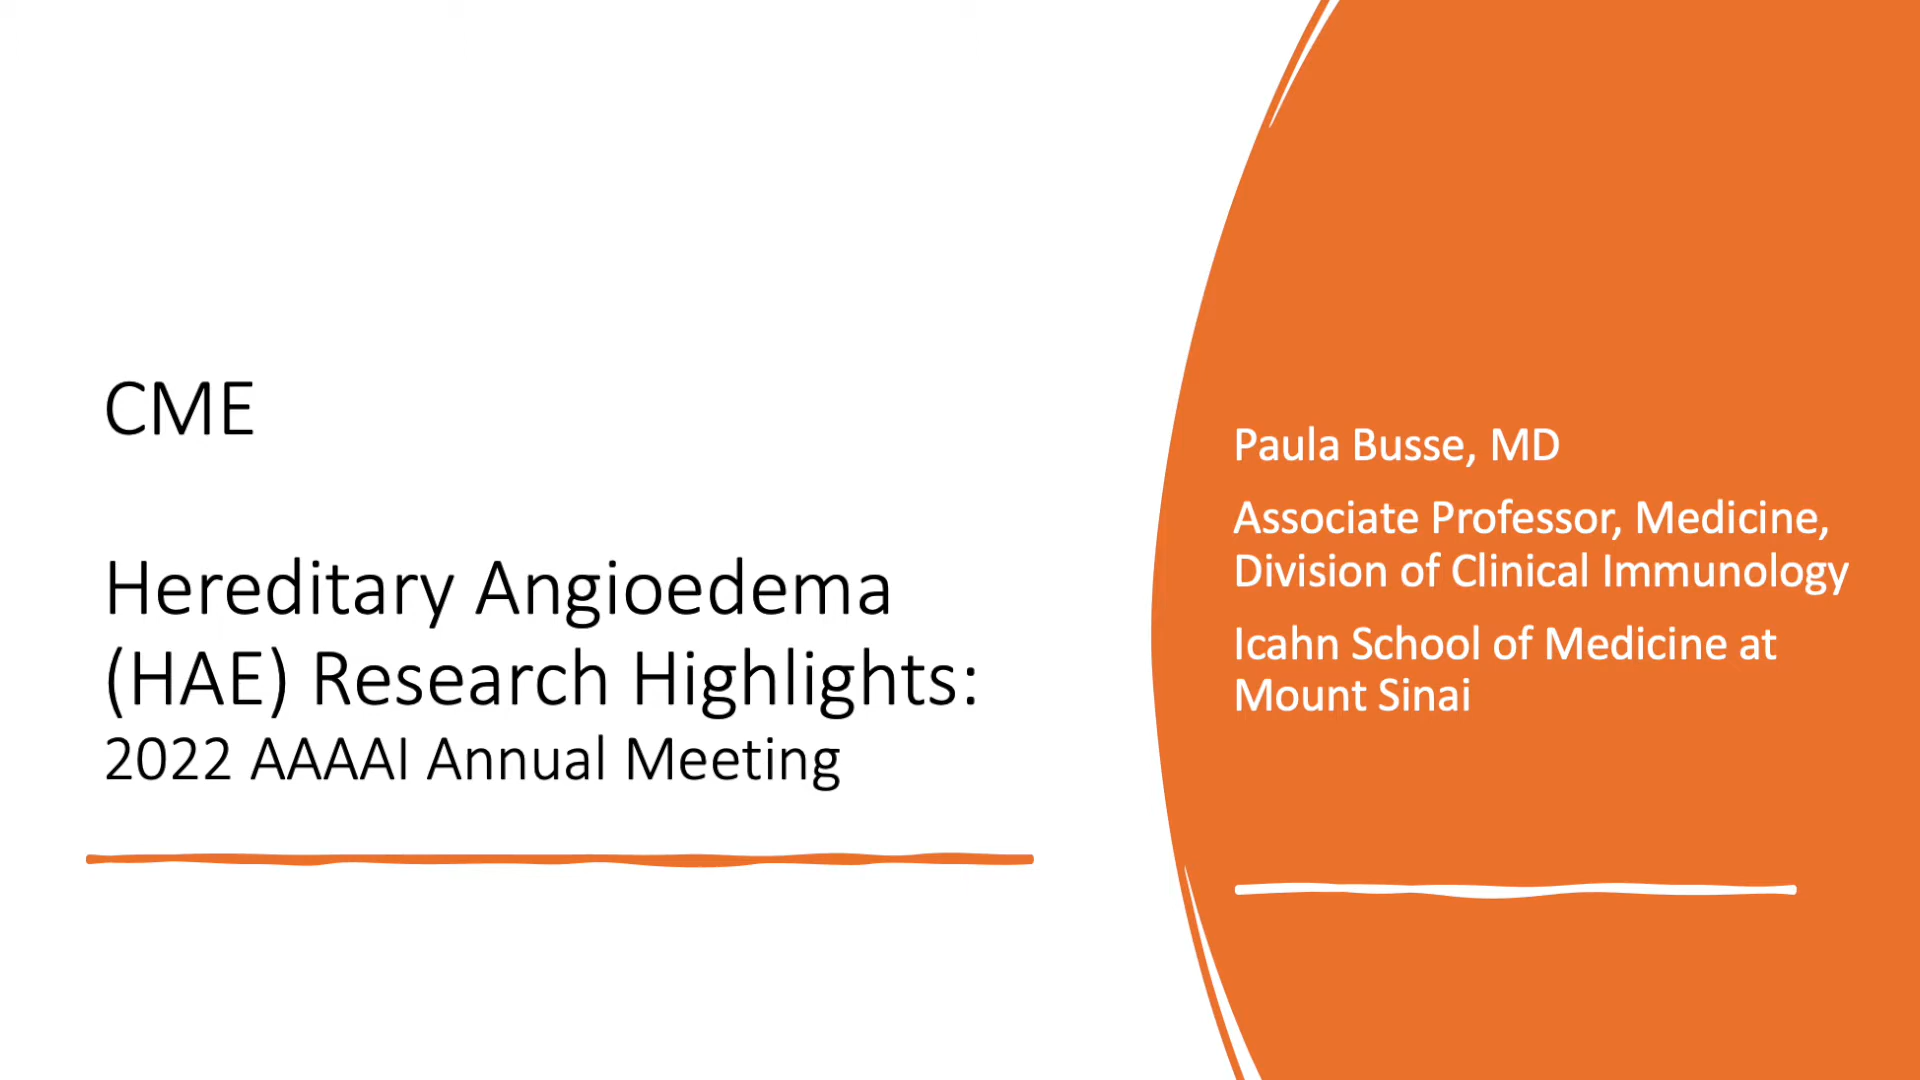 CME
Hereditary Angioedema
(HAE) Research Highlights:
2022 AAAAI Annual Meeting
Paula Busse, MD
Associate Professor, Medicine,
Division of Clinical Immunology
Icahn School of Medicine at
Mount Sinai